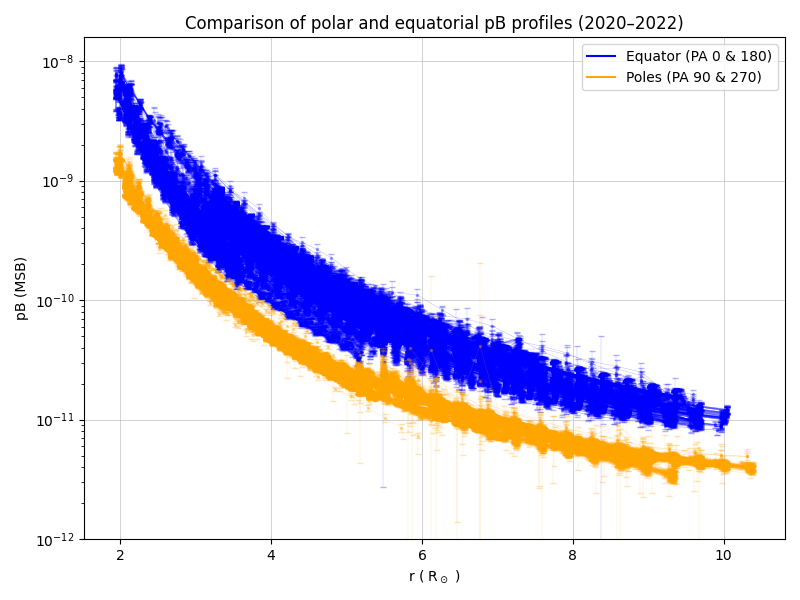 Comparison of polar and equatorial pB profiles (2020–2022)
Equator (PA 0 & 180)
Poles (PA 90 & 270)
pB (MSB)
10⁻⁸
10⁻⁹
10⁻¹⁰
10⁻¹¹
10⁻¹²
2 4 6 8 10
r ( R⊙ )